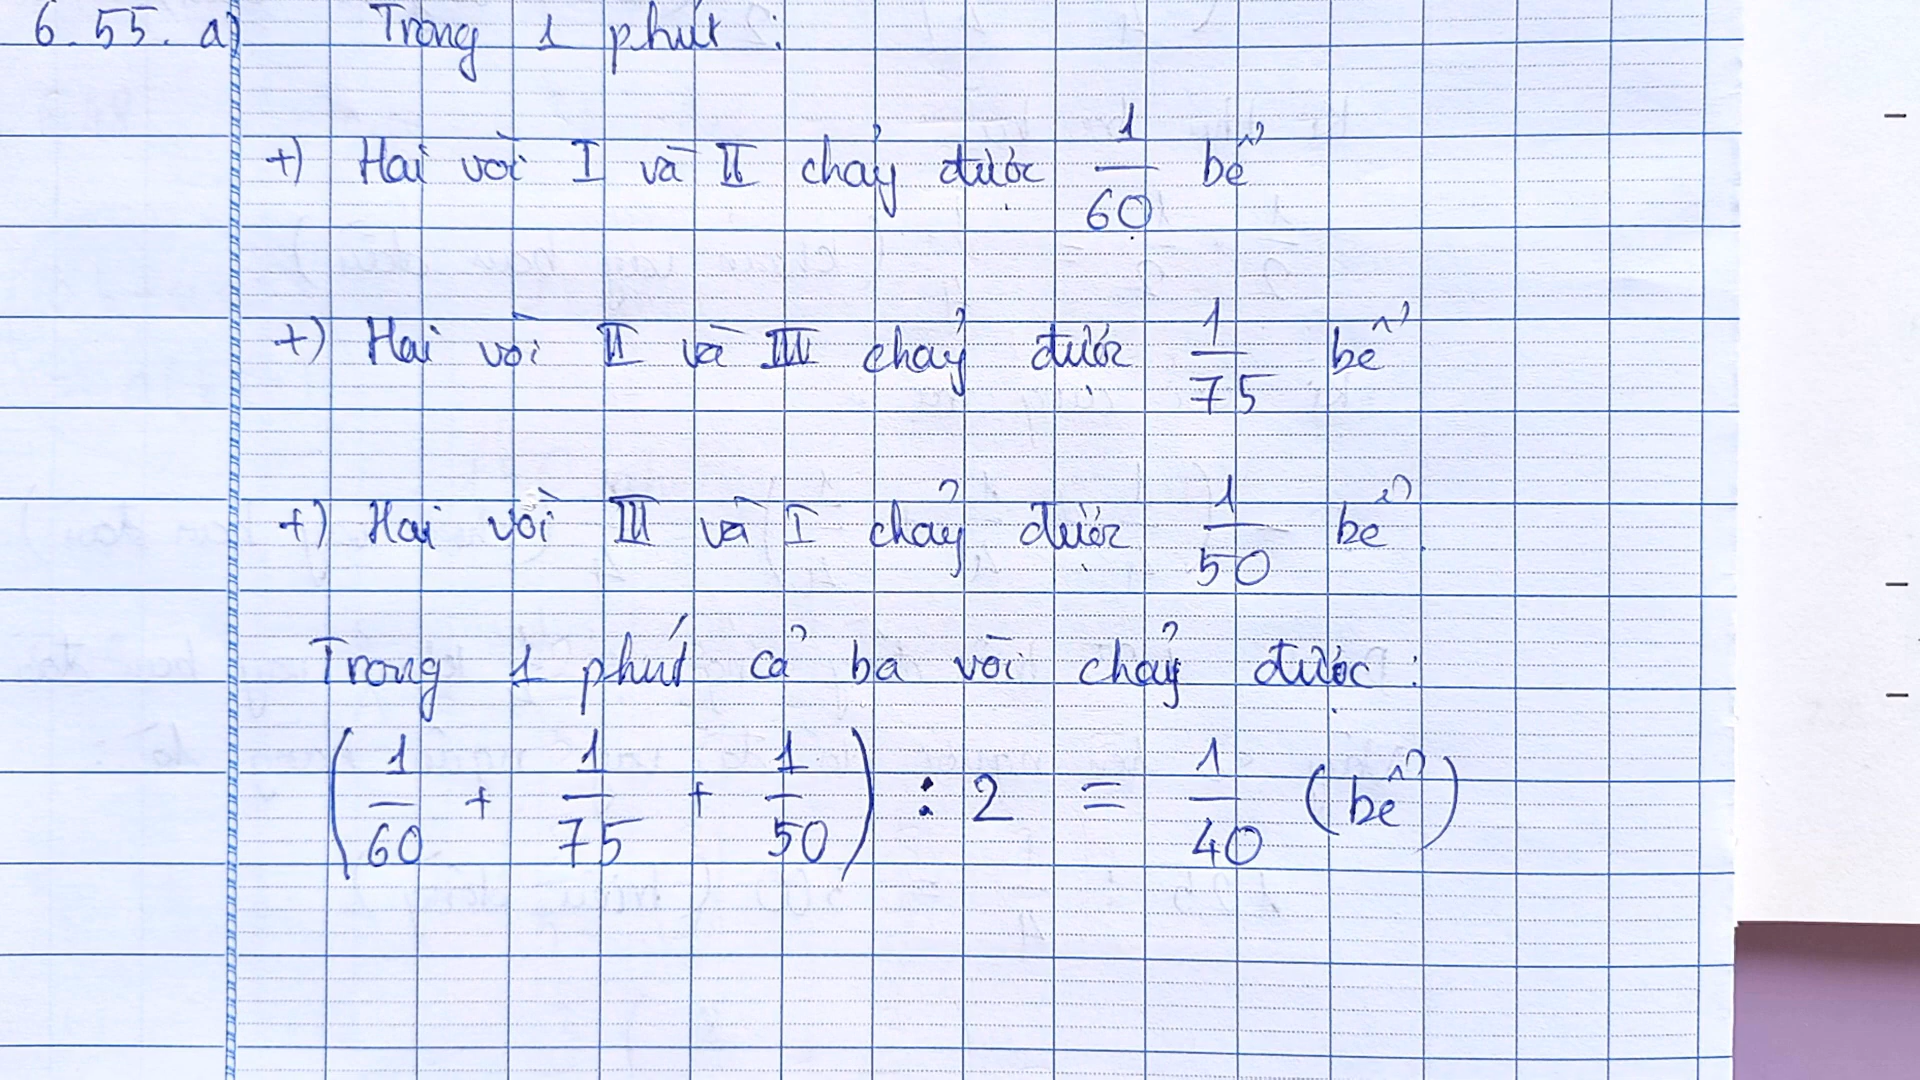 6.55. a) Trong 1 phút :
+) Hai vòi I và II chảy được 1/60 bể
+) Hai vòi II và III chảy được 1/75 bể
+) Hai vòi III và I chảy được 1/50 bể.
Trong 1 phút cả ba vòi chảy được :
(1/60 + 1/75 + 1/50) : 2 = 1/40 (bể)